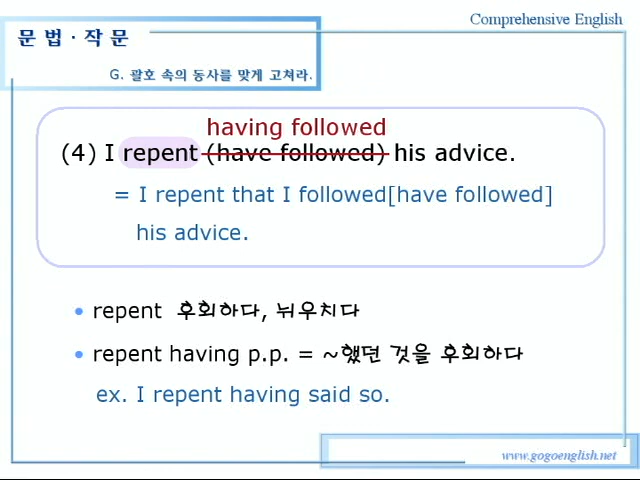 Comprehensive English
문 법 · 작 문
G. 괄호 속의 동사를 맞게 고쳐라.
having followed
(4) I repent (have followed) his advice.
= I repent that I followed[have followed]
his advice.
• repent 후회하다, 뉘우치다
• repent having p.p. = ~했던 것을 후회하다
ex. I repent having said so.
www.gogoenglish.net